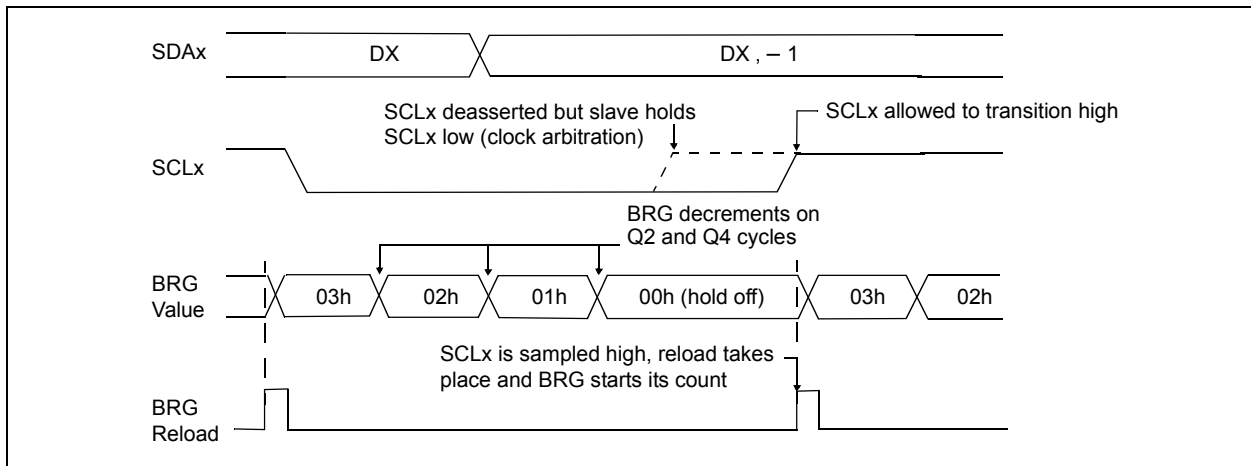 SDAx
DX
DX , – 1
SCLx deasserted but slave holds
SCLx low (clock arbitration)
SCLx allowed to transition high
SCLx
BRG decrements on
Q2 and Q4 cycles
BRG
Value
03h
02h
01h
00h (hold off)
03h
02h
SCLx is sampled high, reload takes
place and BRG starts its count
BRG
Reload